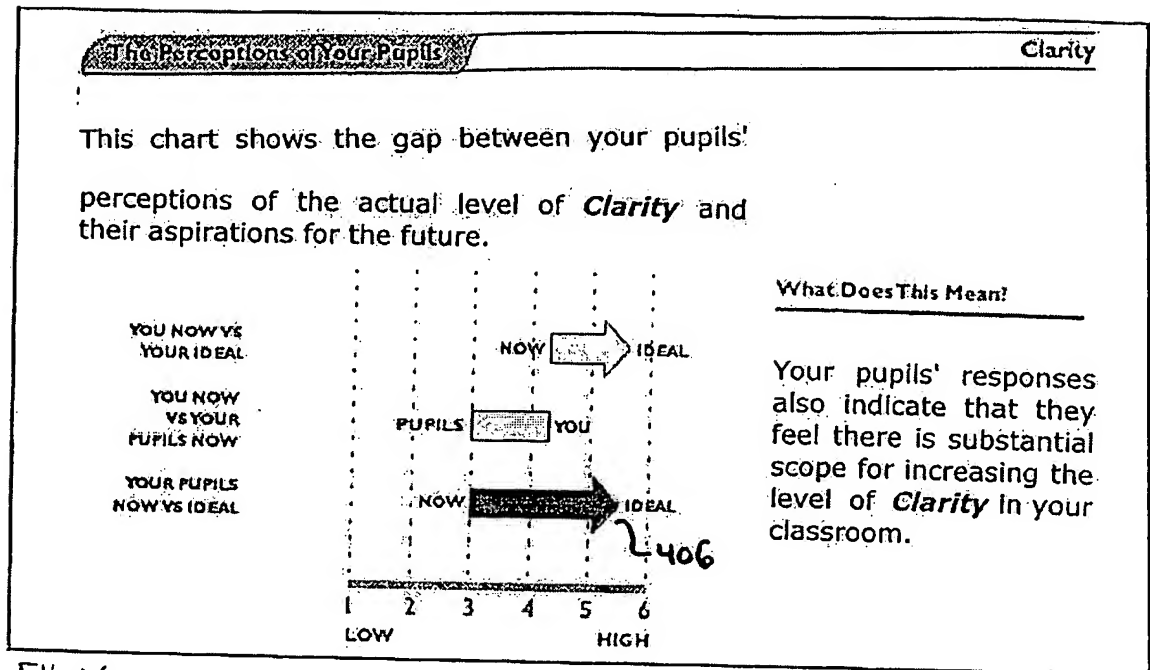 The Perceptions of Your Pupils
Clarity
This chart shows the gap between your pupils'
perceptions of the actual level of Clarity and
their aspirations for the future.
What Does This Mean?
Your pupils' responses
also indicate that they
feel there is substantial
scope for increasing the
level of Clarity in your
classroom.
YOU NOW VS
YOUR IDEAL
NOW
IDEAL
YOU NOW
VS YOUR
PUPILS NOW
PUPILS
YOU
YOUR PUPILS
NOW VS IDEAL
NOW
IDEAL
406
1 2 3 4 5 6
LOW HIGH